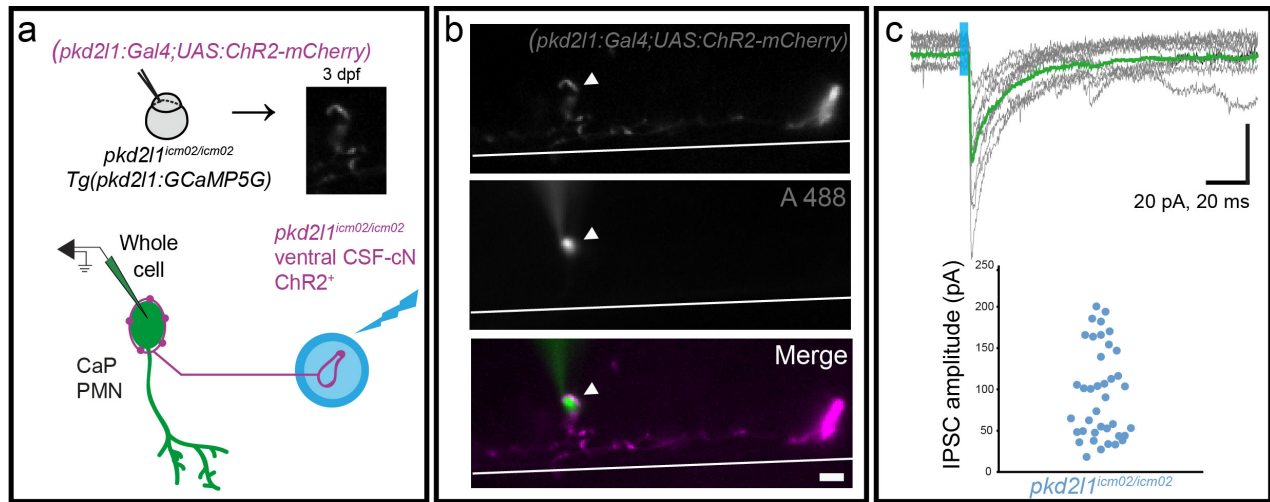 a
(pkd2l1:Gal4;UAS:ChR2-mCherry)
3 dpf
pkd2l1icm02/icm02
Tg(pkd2l1:GCaMP5G)
pkd2l1icm02/icm02
ventral CSF-cN
ChR2+
Whole
cell
CaP
PMN
b
(pkd2l1:Gal4;UAS:ChR2-mCherry)
A 488
Merge
c
20 pA, 20 ms
IPSC amplitude (pA)
250
200
150
100
50
0
pkd2l1icm02/icm02